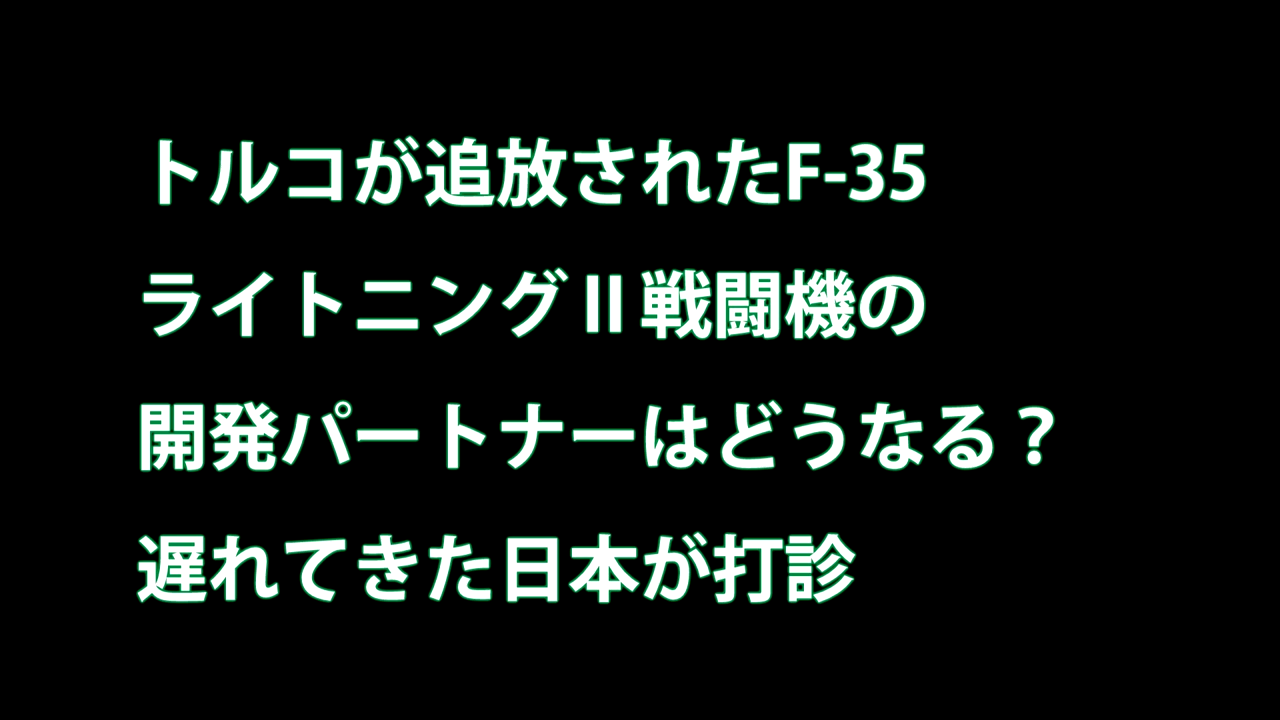 トルコが追放されたF-35
ライトニングⅡ戦闘機の
開発パートナーはどうなる？
遅れてきた日本が打診